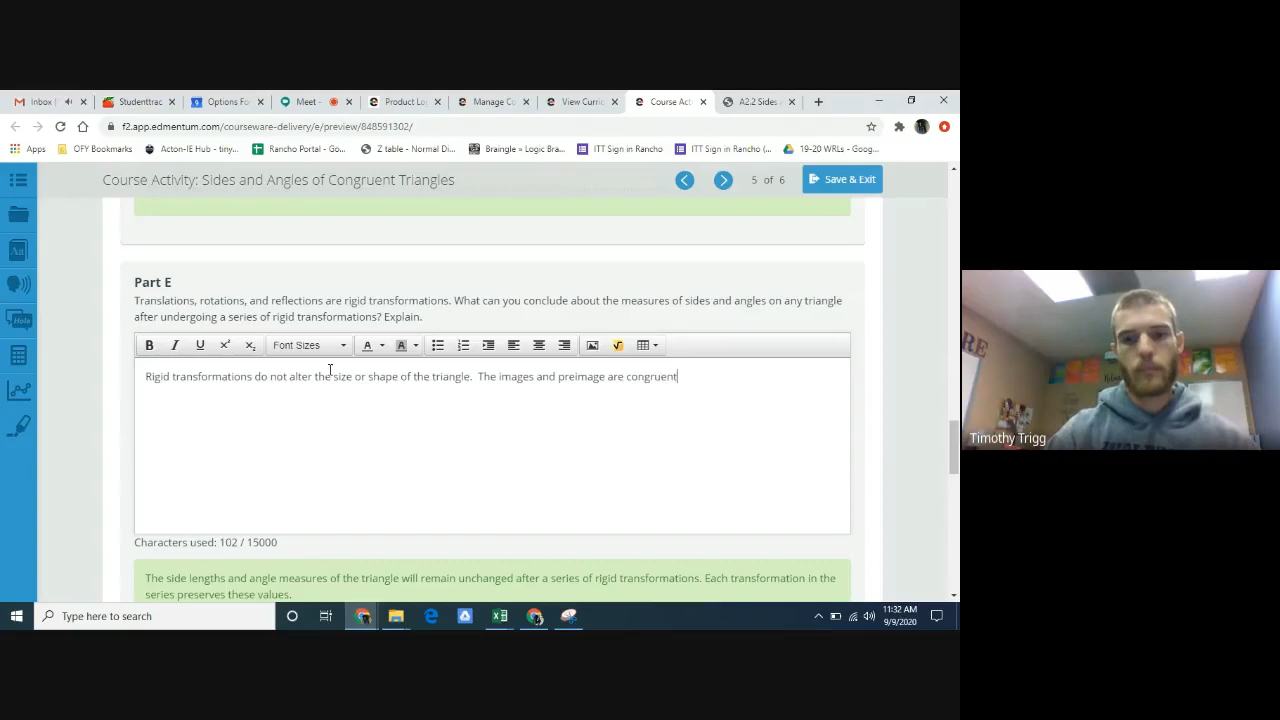 Inbox
Studenttrac
Options Fo
Meet -
Product Lo
Manage Co
View Curric
Course Act
A2.2 Sides
f2.app.edmentum.com/courseware-delivery/e/preview/848591302/
Apps
OFY Bookmarks
Acton-IE Hub - tiny...
Rancho Portal - Go...
Z table - Normal Di...
Braingle » Logic Bra...
ITT Sign in Rancho
ITT Sign in Rancho (...
19-20 WRLs - Goog...
Course Activity: Sides and Angles of Congruent Triangles
5 of 6
Save & Exit
Part E
Translations, rotations, and reflections are rigid transformations. What can you conclude about the measures of sides and angles on any triangle
after undergoing a series of rigid transformations? Explain.
B I U x² x₂ Font Sizes A A
Rigid transformations do not alter the size or shape of the triangle. The images and preimage are congruent
Characters used: 102 / 15000
The side lengths and angle measures of the triangle will remain unchanged after a series of rigid transformations. Each transformation in the
series preserves these values.
Aa
Hola
Timothy Trigg
Type here to search
11:32 AM
9/9/2020